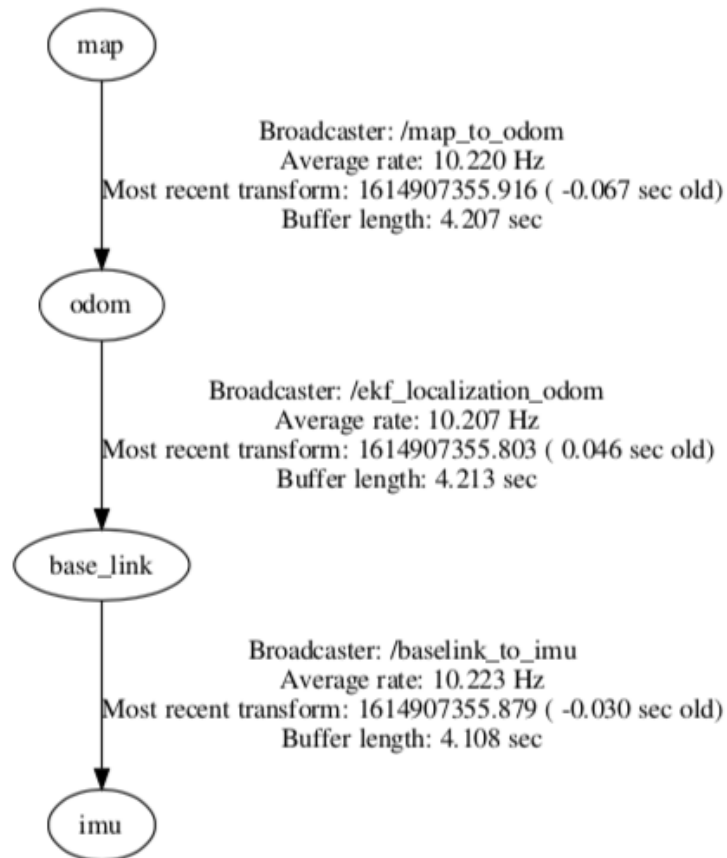 map
Broadcaster: /map_to_odom
Average rate: 10.220 Hz
Most recent transform: 1614907355.916 ( -0.067 sec old)
Buffer length: 4.207 sec
odom
Broadcaster: /ekf_localization_odom
Average rate: 10.207 Hz
Most recent transform: 1614907355.803 ( 0.046 sec old)
Buffer length: 4.213 sec
base_link
Broadcaster: /baselink_to_imu
Average rate: 10.223 Hz
Most recent transform: 1614907355.879 ( -0.030 sec old)
Buffer length: 4.108 sec
imu